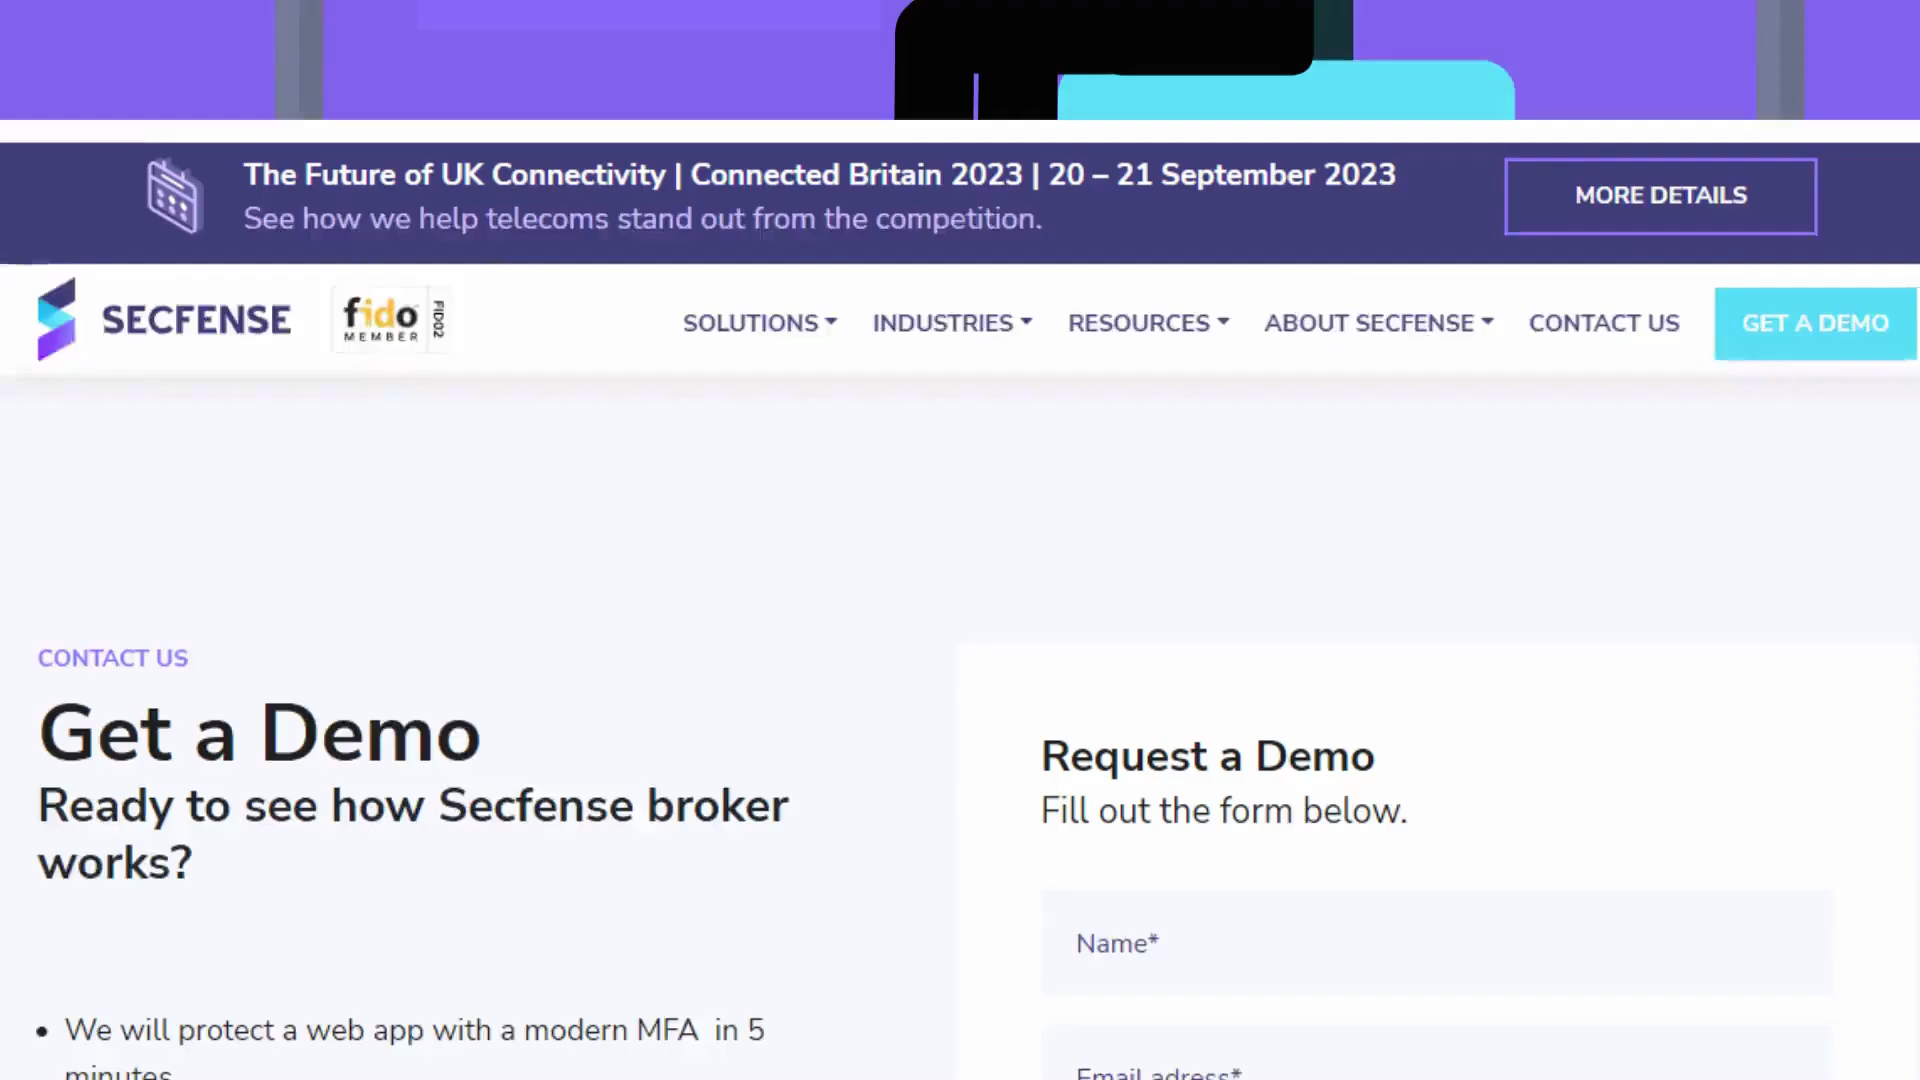 The Future of UK Connectivity | Connected Britain 2023 | 20 – 21 September 2023
See how we help telecoms stand out from the competition.
MORE DETAILS
SECFENSE
fido
MEMBER
FIDO2
SOLUTIONS
INDUSTRIES
RESOURCES
ABOUT SECFENSE
CONTACT US
GET A DEMO
CONTACT US
Get a Demo
Ready to see how Secfense broker
works?
We will protect a web app with a modern MFA in 5
minutes
Request a Demo
Fill out the form below.
Name*
Email adress*